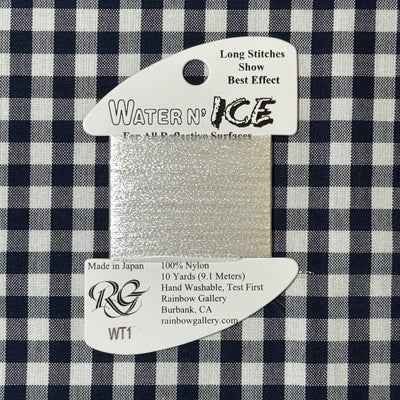 Long Stitches
Show
Best Effect
WATER N' ICE
For All Reflective Surfaces
Made in Japan
RG
WT1
100% Nylon
10 Yards (9.1 Meters)
Hand Washable, Test First
Rainbow Gallery
Burbank, CA
rainbowgallery.com